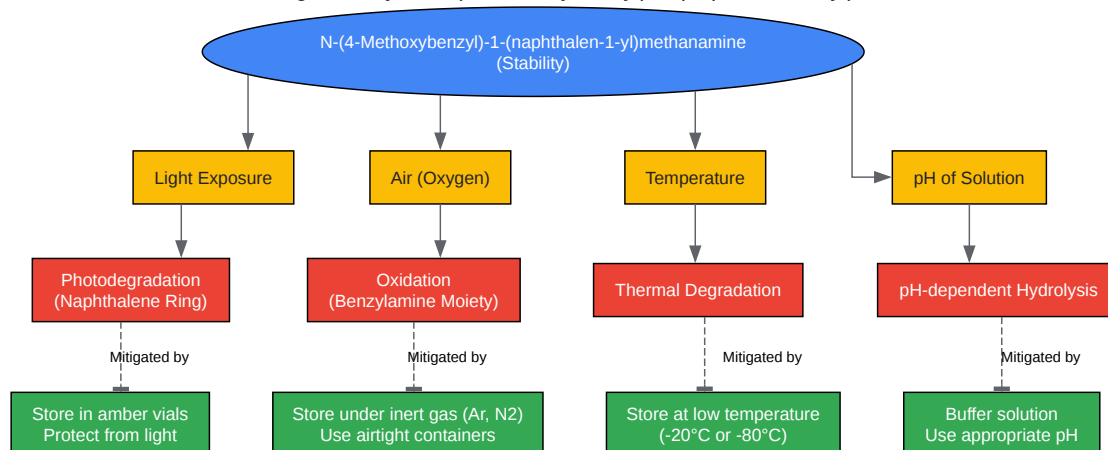 N-(4-Methoxybenzyl)-1-(naphthalen-1-yl)methanamine
(Stability)
Light Exposure
Air (Oxygen)
Temperature
pH of Solution
Photodegradation
(Naphthalene Ring)
Oxidation
(Benzylamine Moiety)
Thermal Degradation
pH-dependent Hydrolysis
Mitigated by
Mitigated by
Mitigated by
Mitigated by
Store in amber vials
Protect from light
Store under inert gas (Ar, N2)
Use airtight containers
Store at low temperature
(-20°C or -80°C)
Buffer solution
Use appropriate pH